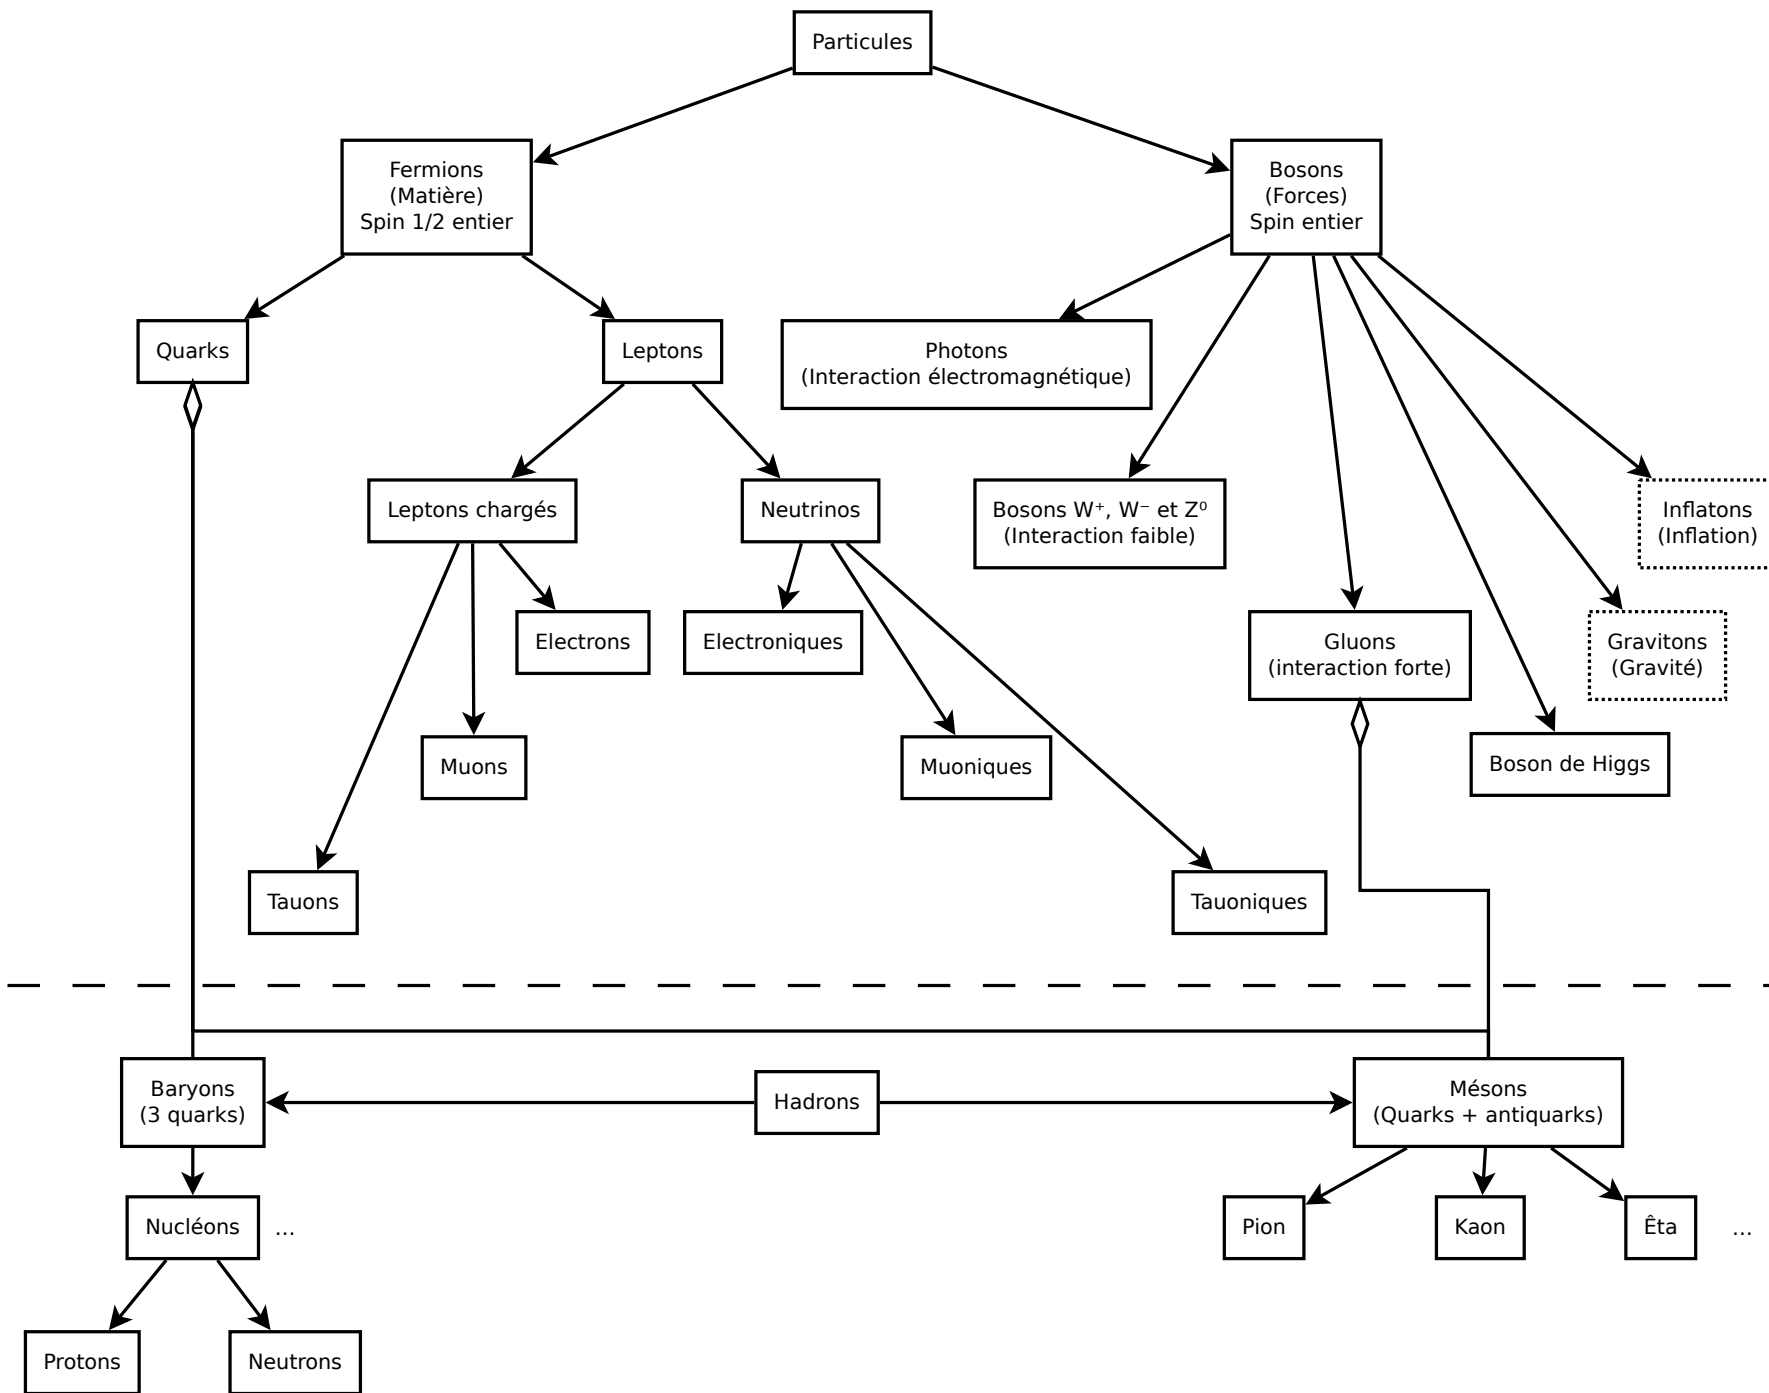 Particules
Fermions
(Matière)
Spin 1/2 entier
Bosons
(Forces)
Spin entier
Quarks
Leptons
Photons
(Interaction électromagnétique)
Leptons chargés
Neutrinos
Bosons W⁺, W⁻ et Z⁰
(Interaction faible)
Inflatons
(Inflation)
Electrons
Electroniques
Gluons
(interaction forte)
Gravitons
(Gravité)
Muons
Muoniques
Boson de Higgs
Tauons
Tauoniques
Baryons
(3 quarks)
Hadrons
Mésons
(Quarks + antiquarks)
Nucléons
...
Pion
Kaon
Êta
...
Protons
Neutrons